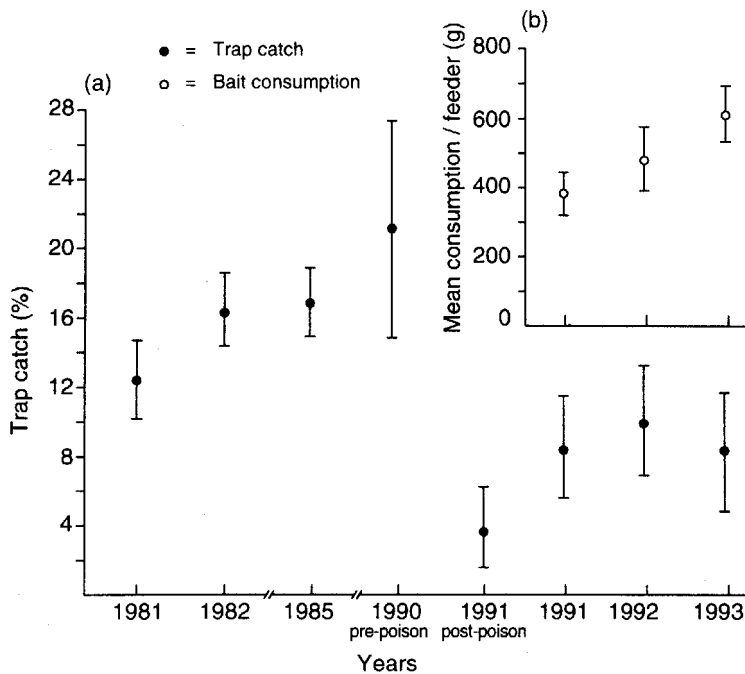 (a)
● = Trap catch
○ = Bait consumption
Trap catch (%)
28
24
20
16
12
8
4
1981 1982 1985 1990 1991 1991 1992 1993
pre-poison post-poison
Years
(b)
Mean consumption / feeder (g)
800
600
400
200
0